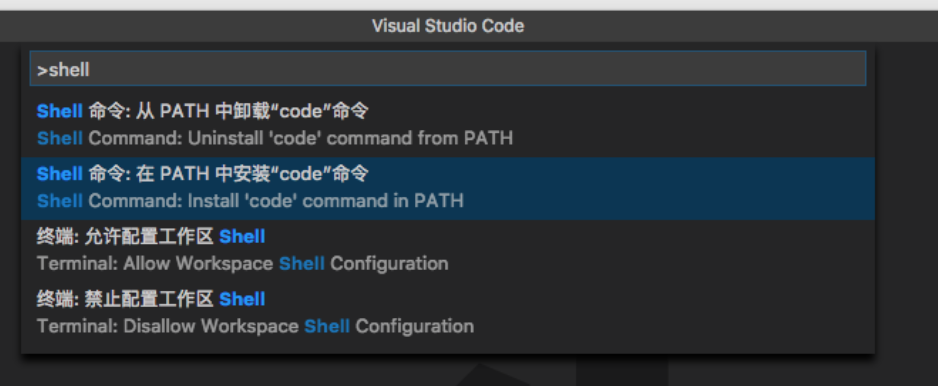 Visual Studio Code
>shell
Shell 命令: 从 PATH 中卸载“code”命令
Shell Command: Uninstall 'code' command from PATH
Shell 命令: 在 PATH 中安装“code”命令
Shell Command: Install 'code' command in PATH
终端: 允许配置工作区 Shell
Terminal: Allow Workspace Shell Configuration
终端: 禁止配置工作区 Shell
Terminal: Disallow Workspace Shell Configuration